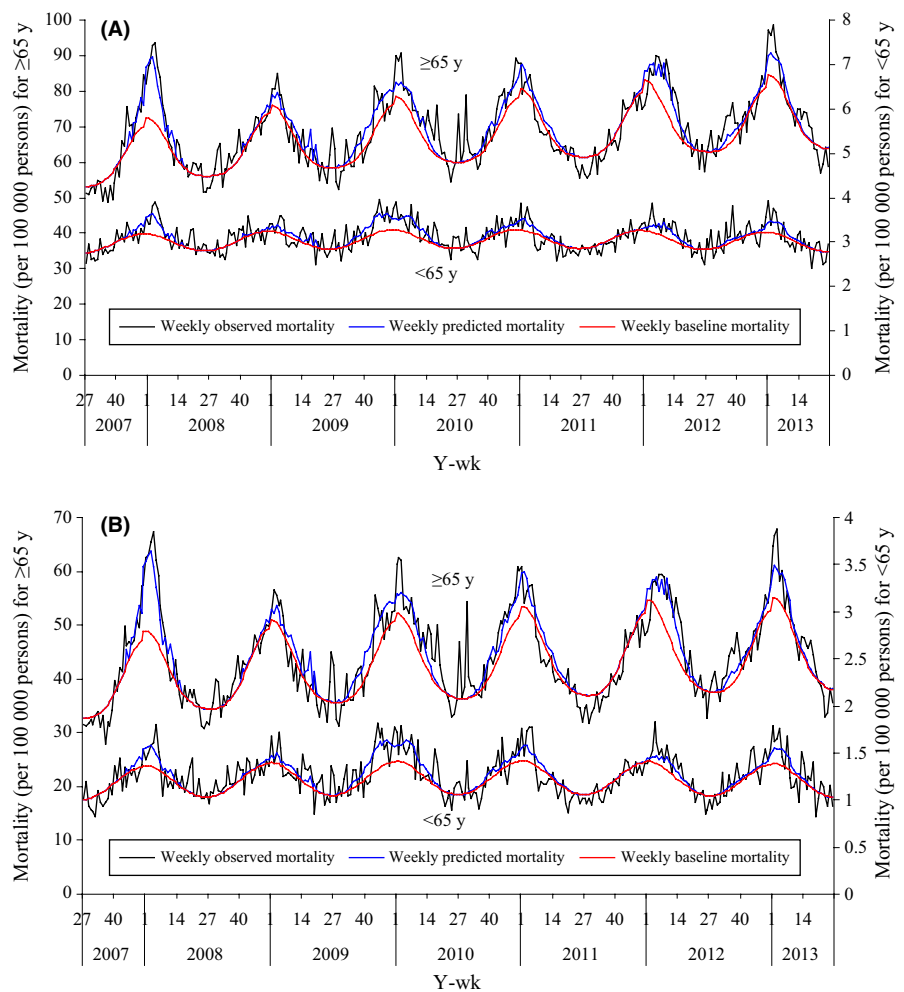 (A)
Mortality (per 100 000 persons) for ≥65 y
100
90
80
70
60
50
40
30
20
10
0
8
7
6
5
4
3
2
1
0
Mortality (per 100 000 persons) for <65 y
≥65 y
<65 y
Weekly observed mortality Weekly predicted mortality Weekly baseline mortality
27 40 1 14 27 40 1 14 27 40 1 14 27 40 1 14 27 40 1 14 27 40 1 14
2007 2008 2009 2010 2011 2012 2013
Y-wk
(B)
Mortality (per 100 000 persons) for ≥65 y
70
60
50
40
30
20
10
0
4
3.5
3
2.5
2
1.5
1
0.5
0
Mortality (per 100 000 persons) for <65 y
≥65 y
<65 y
Weekly observed mortality Weekly predicted mortality Weekly baseline mortality
27 40 1 14 27 40 1 14 27 40 1 14 27 40 1 14 27 40 1 14 27 40 1 14
2007 2008 2009 2010 2011 2012 2013
Y-wk